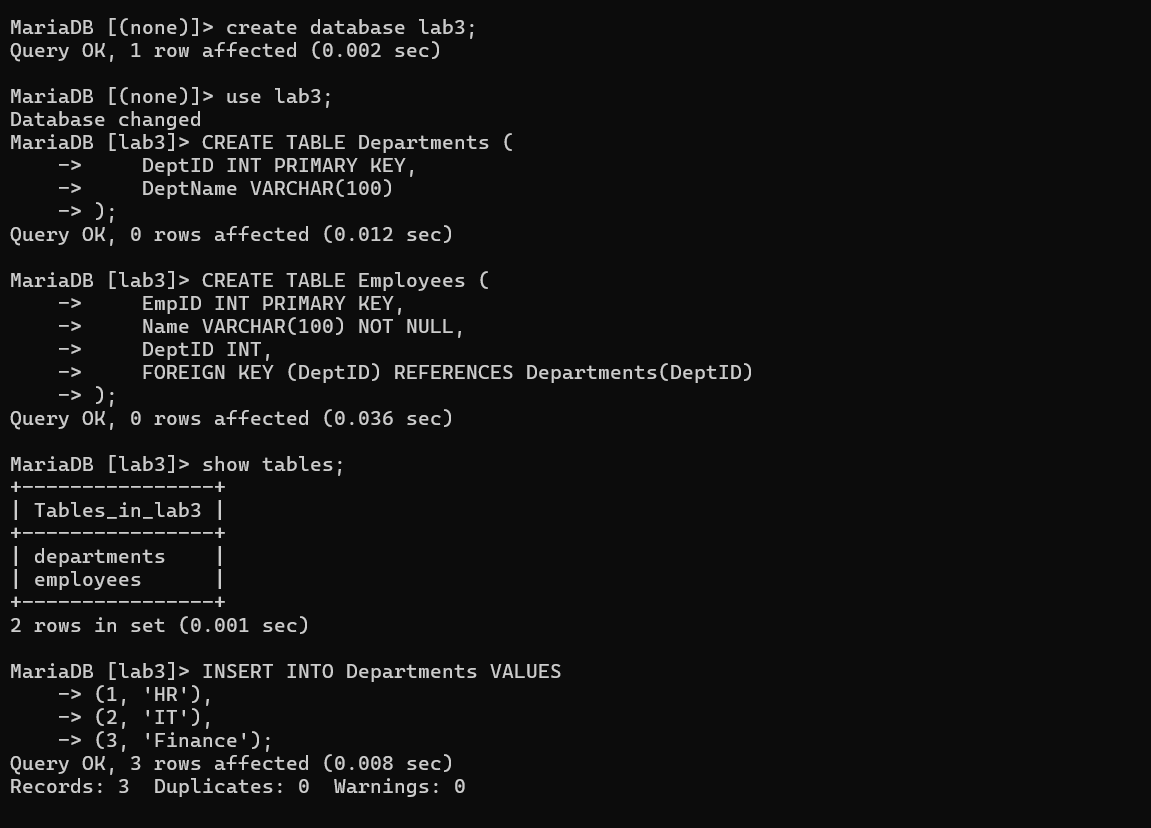 MariaDB [(none)]> create database lab3;
Query OK, 1 row affected (0.002 sec)

MariaDB [(none)]> use lab3;
Database changed
MariaDB [lab3]> CREATE TABLE Departments (
    ->     DeptID INT PRIMARY KEY,
    ->     DeptName VARCHAR(100)
    -> );
Query OK, 0 rows affected (0.012 sec)

MariaDB [lab3]> CREATE TABLE Employees (
    ->     EmpID INT PRIMARY KEY,
    ->     Name VARCHAR(100) NOT NULL,
    ->     DeptID INT,
    ->     FOREIGN KEY (DeptID) REFERENCES Departments(DeptID)
    -> );
Query OK, 0 rows affected (0.036 sec)

MariaDB [lab3]> show tables;
+----------------+
| Tables_in_lab3 |
+----------------+
| departments    |
| employees      |
+----------------+
2 rows in set (0.001 sec)

MariaDB [lab3]> INSERT INTO Departments VALUES
    -> (1, 'HR'),
    -> (2, 'IT'),
    -> (3, 'Finance');
Query OK, 3 rows affected (0.008 sec)
Records: 3  Duplicates: 0  Warnings: 0